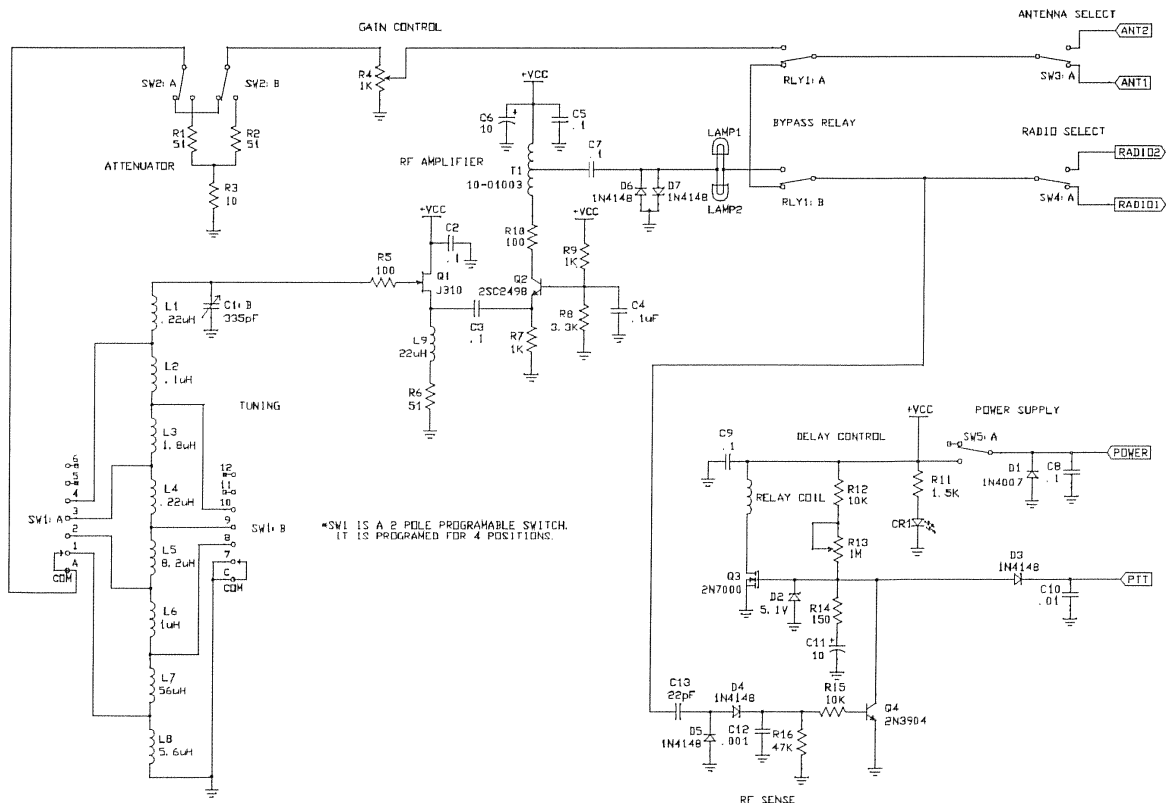 ANTENNA SELECT
ANT2
GAIN CONTROL
SW2: A
SW2: B
R4
1K
+VCC
RLY1: A
SW3: A
ANT1
C6
10
C5
.1
BYPASS RELAY
R1
51
R2
51
LAMP1
RADIO SELECT
ATTENUATOR
RF AMPLIFIER
C7
.1
RADIO2
T1
10-01003
R3
10
D6
1N4148
D7
1N4148
LAMP2
RLY1: B
SW4: A
RADIO1
+VCC
+VCC
C2
.1
R18
100
R9
1K
R5
100
Q1
J310
Q2
2SC2498
L1
.22uH
C1: B
335pF
C3
.1
R8
3.3K
C4
.1uF
L9
22uH
R7
1K
L2
.1uH
R6
51
TUNING
+VCC
POWER SUPPLY
L3
1.8uH
C9
.1
DELAY CONTROL
SW5: A
POWER
6
5
4
3
2
1
A
COM
SW1: A
12
11
10
9
8
7
C
COM
SW1: B
L4
.22uH
RELAY COIL
R12
10K
R11
1.5K
D1
1N4007
C8
.1
*SW1 IS A 2 POLE PROGRAMABLE SWITCH.
IT IS PROGRAMED FOR 4 POSITIONS.
CR1
L5
8.2uH
R13
1M
D3
1N4148
PTT
Q3
2N7000
D2
5.1V
R14
150
C10
.01
L6
1uH
C11
10
L7
56uH
C13
22pF
D4
1N4148
R15
10K
Q4
2N3904
L8
5.6uH
D5
1N4148
C12
.001
R16
47K
RF SENSE